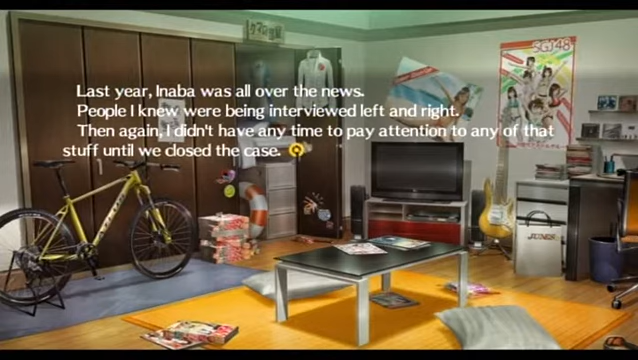 SGJ48
Last year, Inaba was all over the news.
People I knew were being interviewed left and right.
Then again, I didn't have any time to pay attention to any of that
stuff until we closed the case.
JUNES